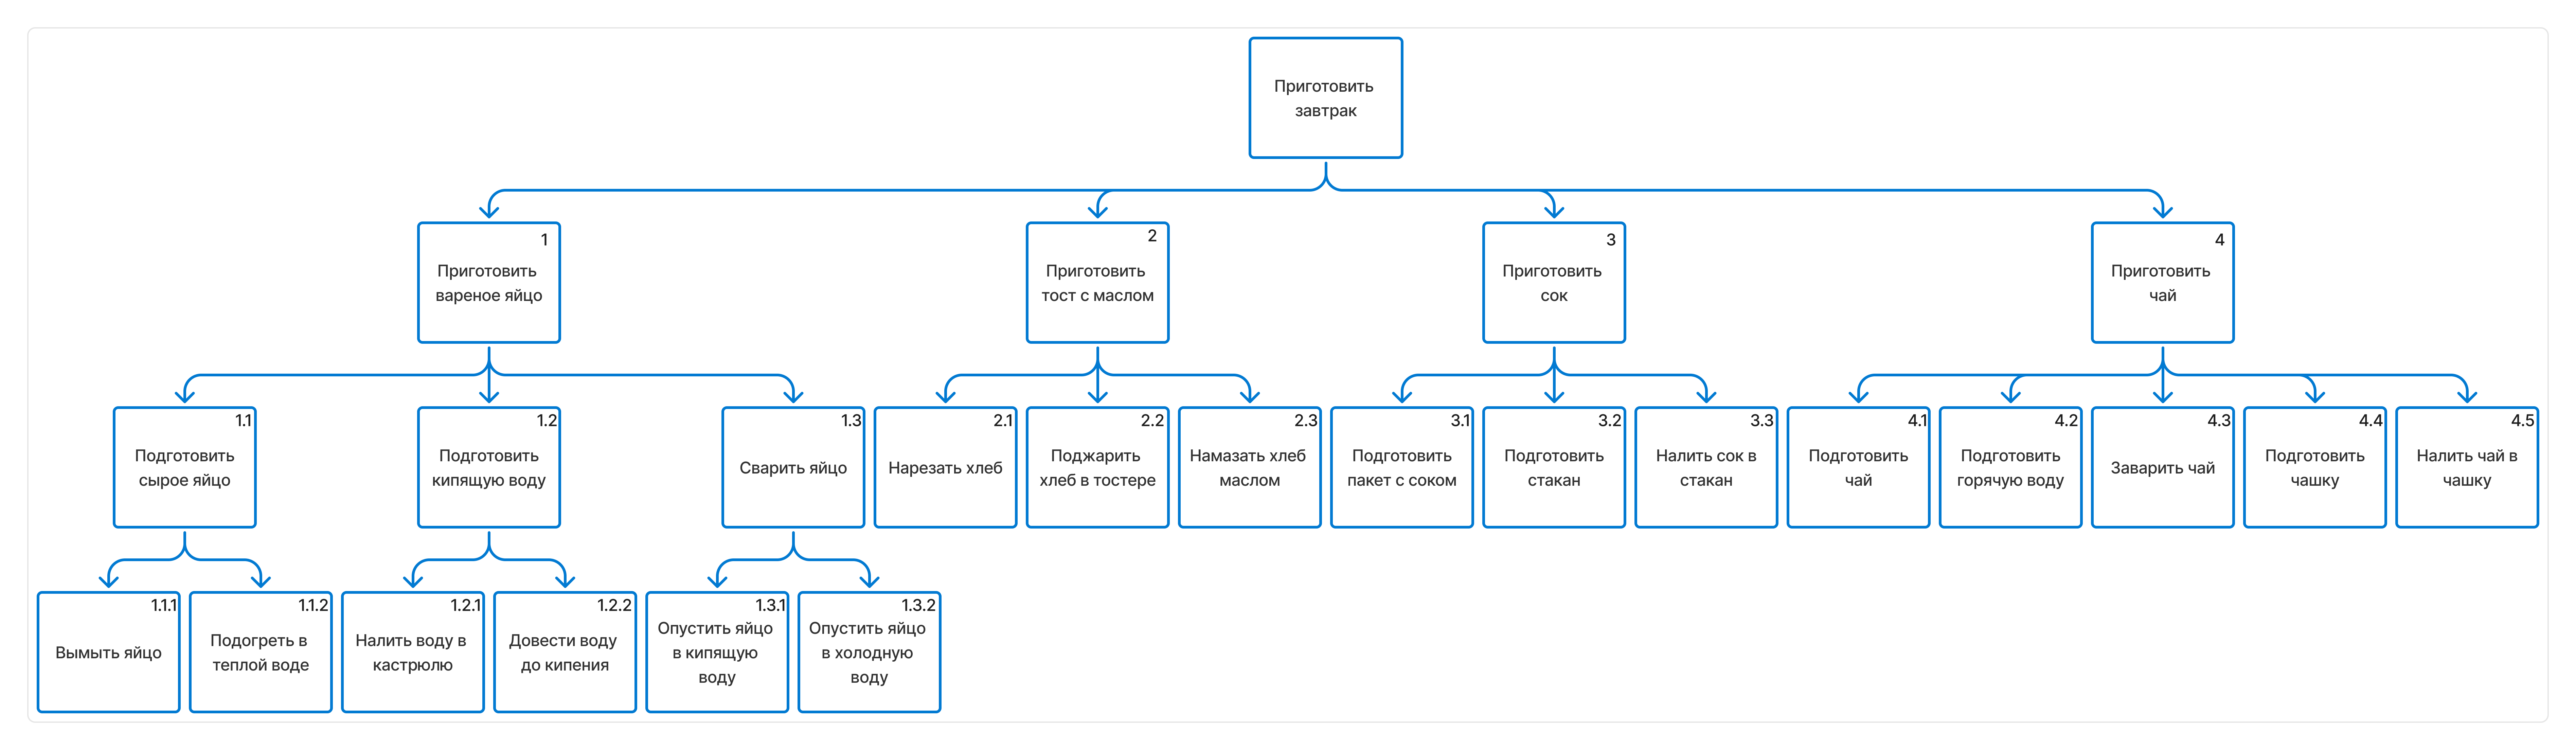 Приготовить
завтрак
1
Приготовить
вареное яйцо
2
Приготовить
тост с маслом
3
Приготовить
сок
4
Приготовить
чай
1.1
Подготовить
сырое яйцо
1.2
Подготовить
кипящую воду
1.3
Сварить яйцо
2.1
Нарезать хлеб
2.2
Поджарить
хлеб в тостере
2.3
Намазать хлеб
маслом
3.1
Подготовить
пакет с соком
3.2
Подготовить
стакан
3.3
Налить сок в
стакан
4.1
Подготовить
чай
4.2
Подготовить
горячую воду
4.3
Заварить чай
4.4
Подготовить
чашку
4.5
Налить чай в
чашку
1.1.1
Вымыть яйцо
1.1.2
Подогреть в
теплой воде
1.2.1
Налить воду в
кастрюлю
1.2.2
Довести воду
до кипения
1.3.1
Опустить яйцо
в кипящую
воду
1.3.2
Опустить яйцо
в холодную
воду